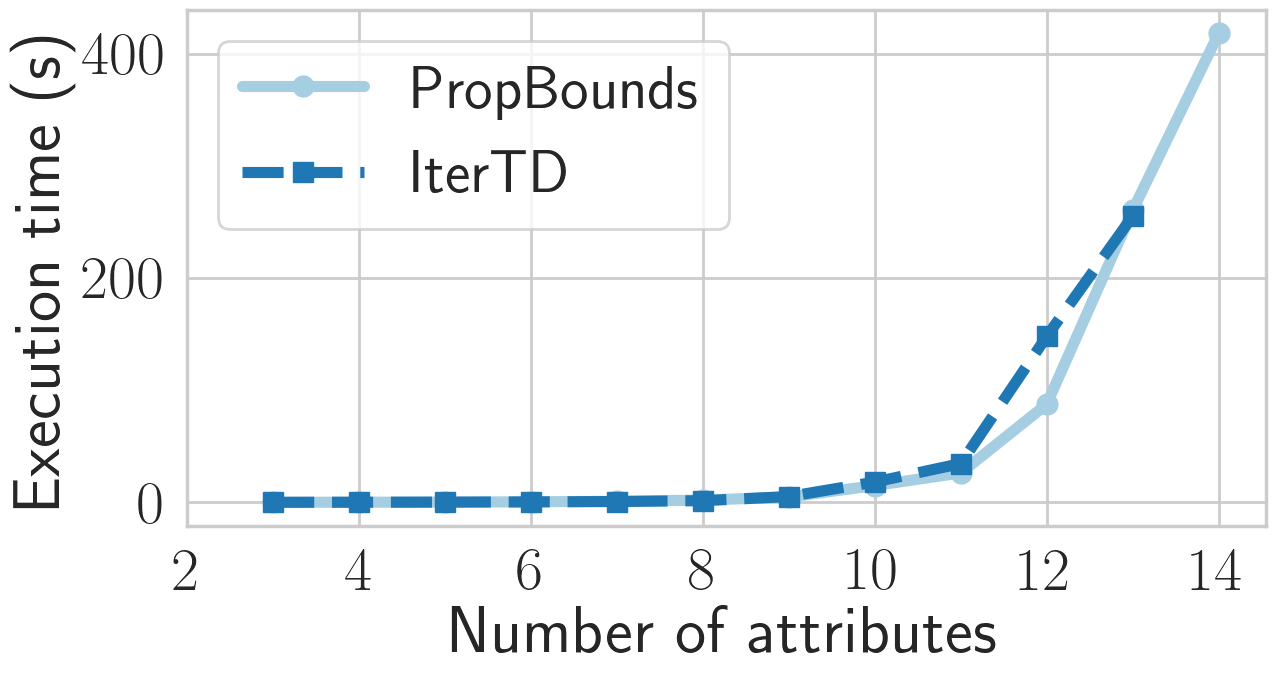 Execution time (s)
400
200
0
PropBounds
IterTD
2 4 6 8 10 12 14
Number of attributes